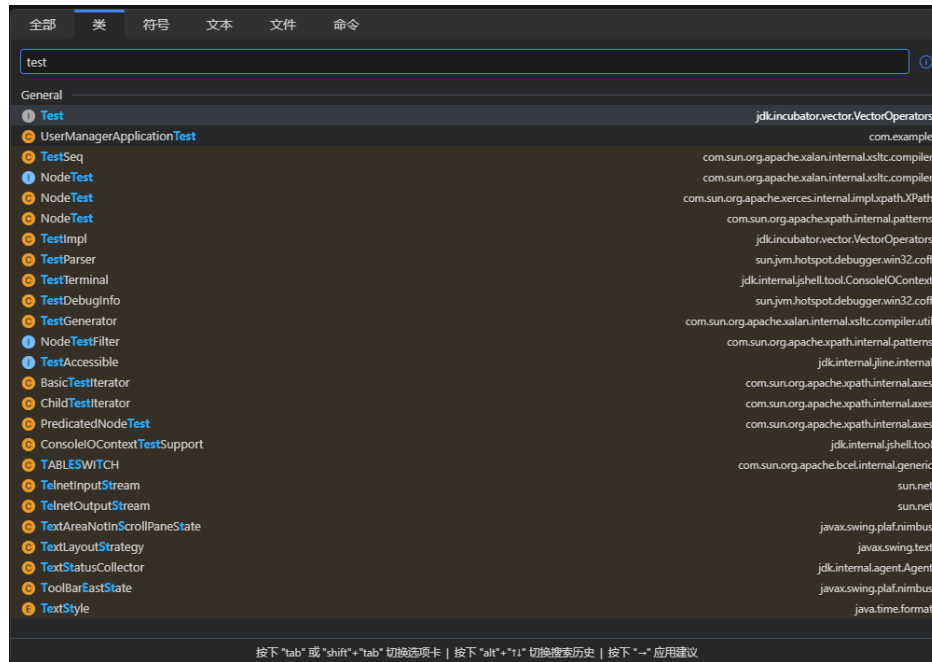 全部 类 符号 文本 文件 命令
test
General
Test jdk.incubator.vector.VectorOperators
UserManagerApplicationTest com.example
TestSeq com.sun.org.apache.xalan.internal.xsltc.compiler
NodeTest com.sun.org.apache.xalan.internal.xsltc.compiler
NodeTest com.sun.org.apache.xerces.internal.impl.xpath.XPath
NodeTest com.sun.org.apache.xpath.internal.patterns
TestImpl jdk.incubator.vector.VectorOperators
TestParser sun.jvm.hotspot.debugger.win32.coff
TestTerminal jdk.internal.jshell.tool.ConsoleIOContext
TestDebugInfo sun.jvm.hotspot.debugger.win32.coff
TestGenerator com.sun.org.apache.xalan.internal.xsltc.compiler.util
NodeTestFilter com.sun.org.apache.xpath.internal.patterns
TestAccessible jdk.internal.jline.internal
BasicTestIterator com.sun.org.apache.xpath.internal.axes
ChildTestIterator com.sun.org.apache.xpath.internal.axes
PredicatedNodeTest com.sun.org.apache.xpath.internal.axes
ConsoleIOContextTestSupport jdk.internal.jshell.tool
TABLESWITCH com.sun.org.apache.bcel.internal.generic
TelnetInputStream sun.net
TelnetOutputStream sun.net
TextAreaNotInScrollPaneState javax.swing.plaf.nimbus
TextLayoutStrategy javax.swing.text
TextStatusCollector jdk.internal.agent.Agent
ToolBarEastState javax.swing.plaf.nimbus
TextStyle java.time.format
按下 "tab" 或 "shift"+"tab" 切换选项卡 | 按下 "alt"+"↑↓" 切换搜索历史 | 按下 "→" 应用建议